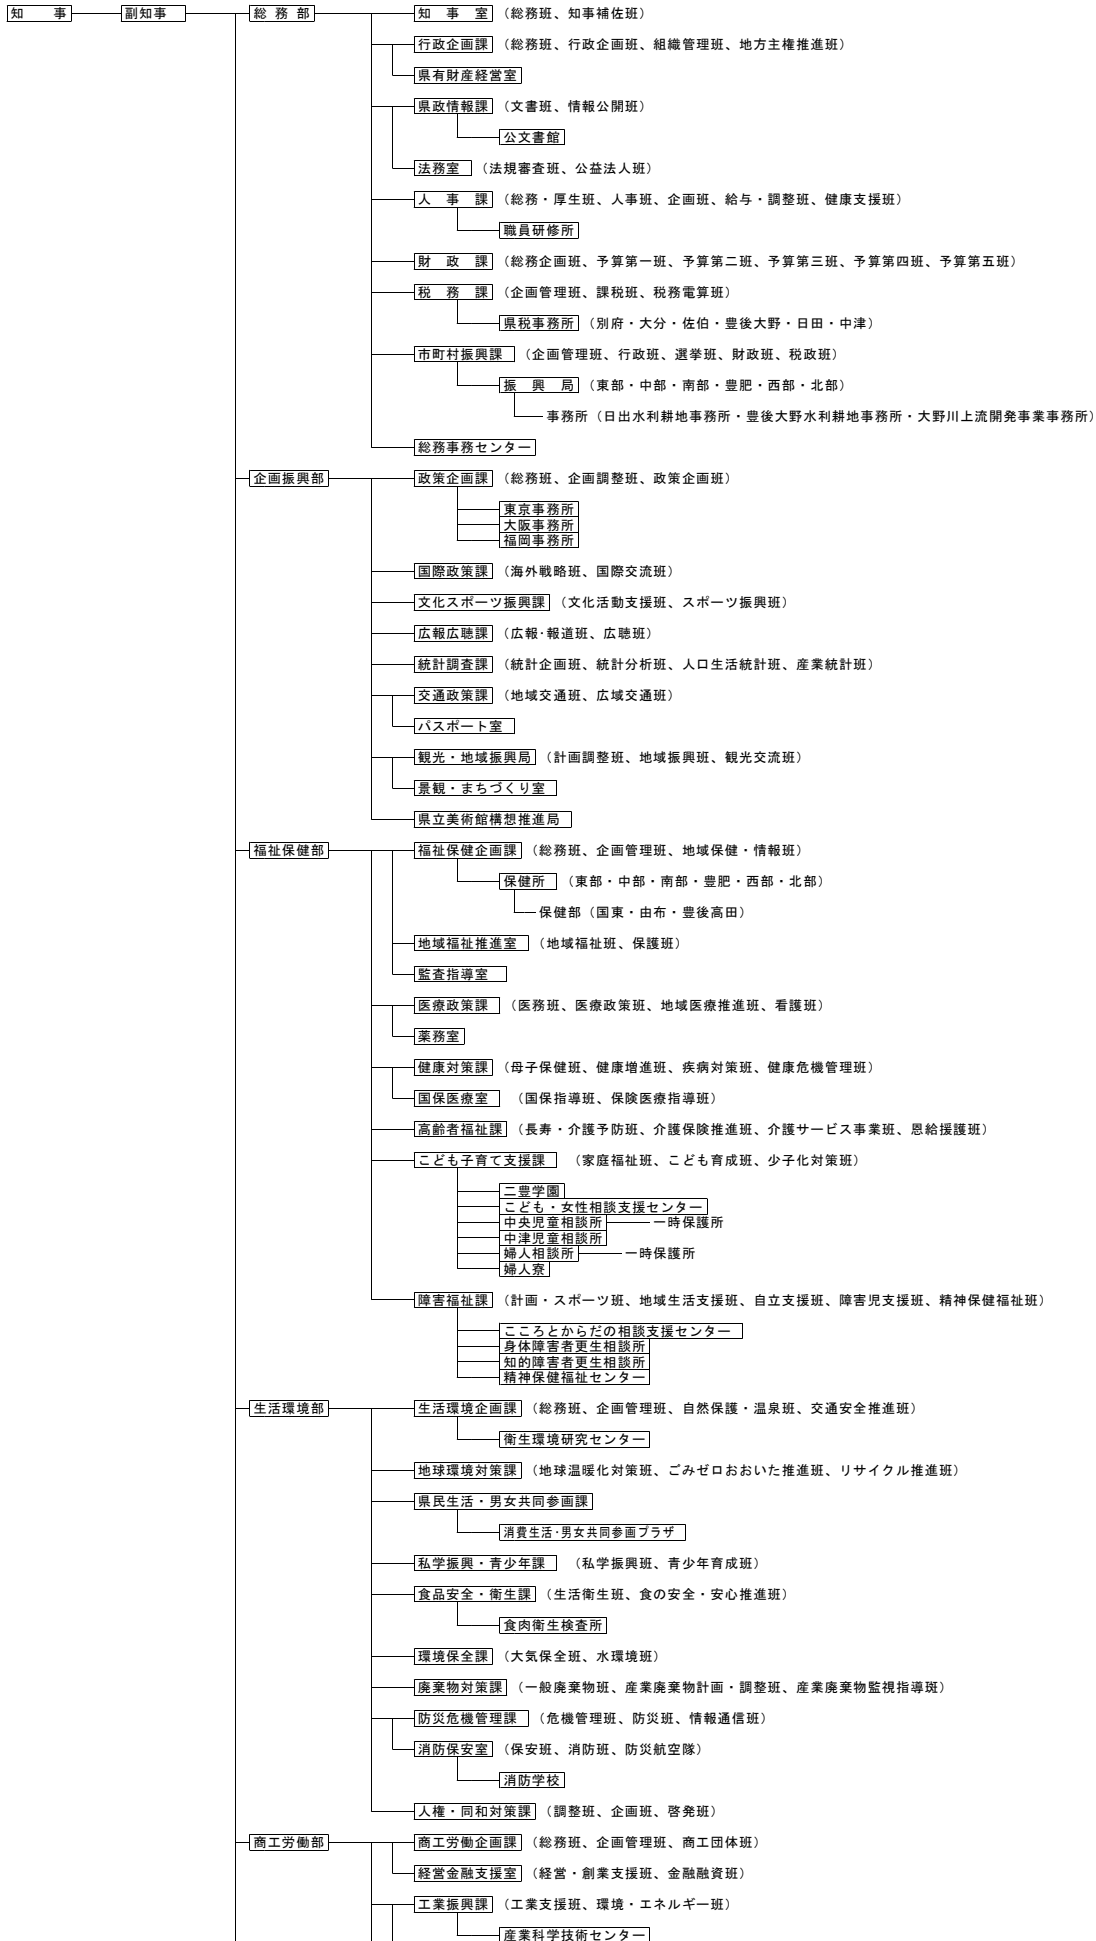 知　　事　副知事　総 務 部　知　事　室（総務班、知事補佐班）
行政企画課（総務班、行政企画班、組織管理班、地方主権推進班）
県有財産経営室
県政情報課（文書班、情報公開班）
公文書館
法務室（法規審査班、公益法人班）
人　事　課（総務・厚生班、人事班、企画班、給与・調整班、健康支援班）
職員研修所
財　政　課（総務企画班、予算第一班、予算第二班、予算第三班、予算第四班、予算第五班）
税　務　課（企画管理班、課税班、税務電算班）
県税事務所（別府・大分・佐伯・豊後大野・日田・中津）
市町村振興課（企画管理班、行政班、選挙班、財政班、税政班）
振　興　局（東部・中部・南部・豊肥・西部・北部）
事務所（日出水利耕地事務所・豊後大野水利耕地事務所・大野川上流開発事業事務所）
総務事務センター
企画振興部　政策企画課（総務班、企画調整班、政策企画班）
東京事務所
大阪事務所
福岡事務所
国際政策課（海外戦略班、国際交流班）
文化スポーツ振興課（文化活動支援班、スポーツ振興班）
広報広聴課（広報･報道班、広聴班）
統計調査課（統計企画班、統計分析班、人口生活統計班、産業統計班）
交通政策課（地域交通班、広域交通班）
パスポート室
観光・地域振興局（計画調整班、地域振興班、観光交流班）
景観・まちづくり室
県立美術館構想推進局
福祉保健部　福祉保健企画課（総務班、企画管理班、地域保健・情報班）
保健所（東部・中部・南部・豊肥・西部・北部）
保健部（国東・由布・豊後高田）
地域福祉推進室（地域福祉班、保護班）
監査指導室
医療政策課（医務班、医療政策班、地域医療推進班、看護班）
薬務室
健康対策課（母子保健班、健康増進班、疾病対策班、健康危機管理班）
国保医療室（国保指導班、保険医療指導班）
高齢者福祉課（長寿・介護予防班、介護保険推進班、介護サービス事業班、恩給援護班）
こども子育て支援課（家庭福祉班、こども育成班、少子化対策班）
二豊学園
こども・女性相談支援センター
中央児童相談所　一時保護所
中津児童相談所
婦人相談所　一時保護所
婦人寮
障害福祉課（計画・スポーツ班、地域生活支援班、自立支援班、障害児支援班、精神保健福祉班）
こころとからだの相談支援センター
身体障害者更生相談所
知的障害者更生相談所
精神保健福祉センター
生活環境部　生活環境企画課（総務班、企画管理班、自然保護・温泉班、交通安全推進班）
衛生環境研究センター
地球環境対策課（地球温暖化対策班、ごみゼロおおいた推進班、リサイクル推進班）
県民生活・男女共同参画課
消費生活･男女共同参画プラザ
私学振興・青少年課（私学振興班、青少年育成班）
食品安全・衛生課（生活衛生班、食の安全・安心推進班）
食肉衛生検査所
環境保全課（大気保全班、水環境班）
廃棄物対策課（一般廃棄物班、産業廃棄物計画・調整班、産業廃棄物監視指導斑）
防災危機管理課（危機管理班、防災班、情報通信班）
消防保安室（保安班、消防班、防災航空隊）
消防学校
人権・同和対策課（調整班、企画班、啓発班）
商工労働部　商工労働企画課（総務班、企画管理班、商工団体班）
経営金融支援室（経営・創業支援班、金融融資班）
工業振興課（工業支援班、環境・エネルギー班）
産業科学技術センター